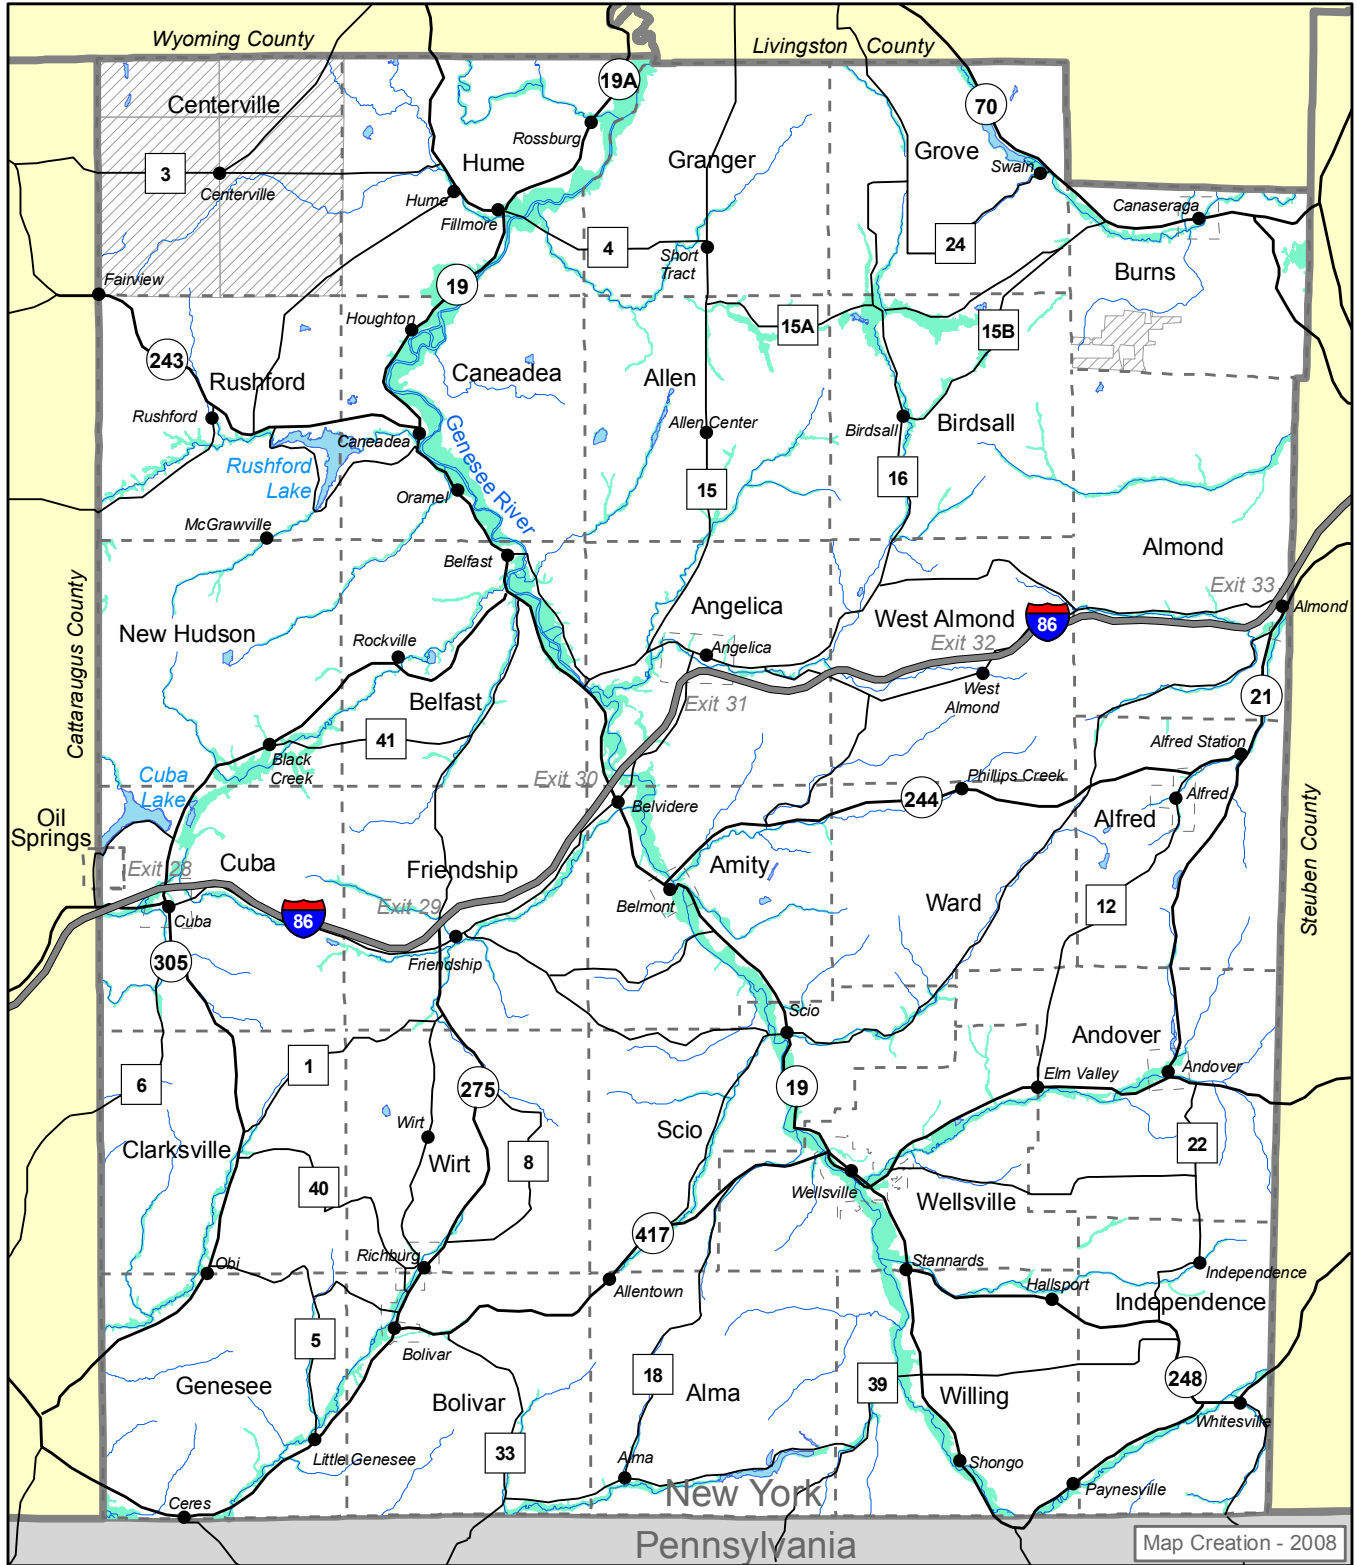 Wyoming County
Livingston County
19A
70
Centerville
Rossburg
Hume
Granger
Grove
Swain
3
Centerville
Hume
Fillmore
Canaseraga
4
Short
Tract
24
Burns
Fairview
19
Houghton
15A
15B
243
Rushford
Caneadea
Allen
Rushford
Allen Center
Birdsall
Birdsall
Caneadea
Genesee River
Rushford
Lake
Oramel
15
16
McGrawville
Belfast
Almond
Exit 33
Almond
Cattaraugus County
New Hudson
Rockville
Angelica
Angelica
West Almond
86
Exit 32
West
Almond
Belfast
Exit 31
21
41
Black
Creek
Alfred Station
Cuba
Lake
Exit 30
Belvidere
Phillips Creek
244
Alfred
Alfred
Oil
Springs
Exit 28
Cuba
Friendship
Amity
Steuben County
Cuba
86
Exit 29
Belmont
Ward
12
Friendship
305
Scio
Andover
1
6
275
19
Elm Valley
Andover
Wirt
Scio
Clarksville
Wirt
8
22
40
Wellsville
Wellsville
417
Richburg
Obi
Stannards
Independence
Allentown
Hallsport
Independence
5
Bolivar
Genesee
18
39
248
Bolivar
Alma
Willing
Whitesville
Little Genesee
33
Alma
Shongo
Paynesville
New York
Ceres
Pennsylvania
Map Creation - 2008